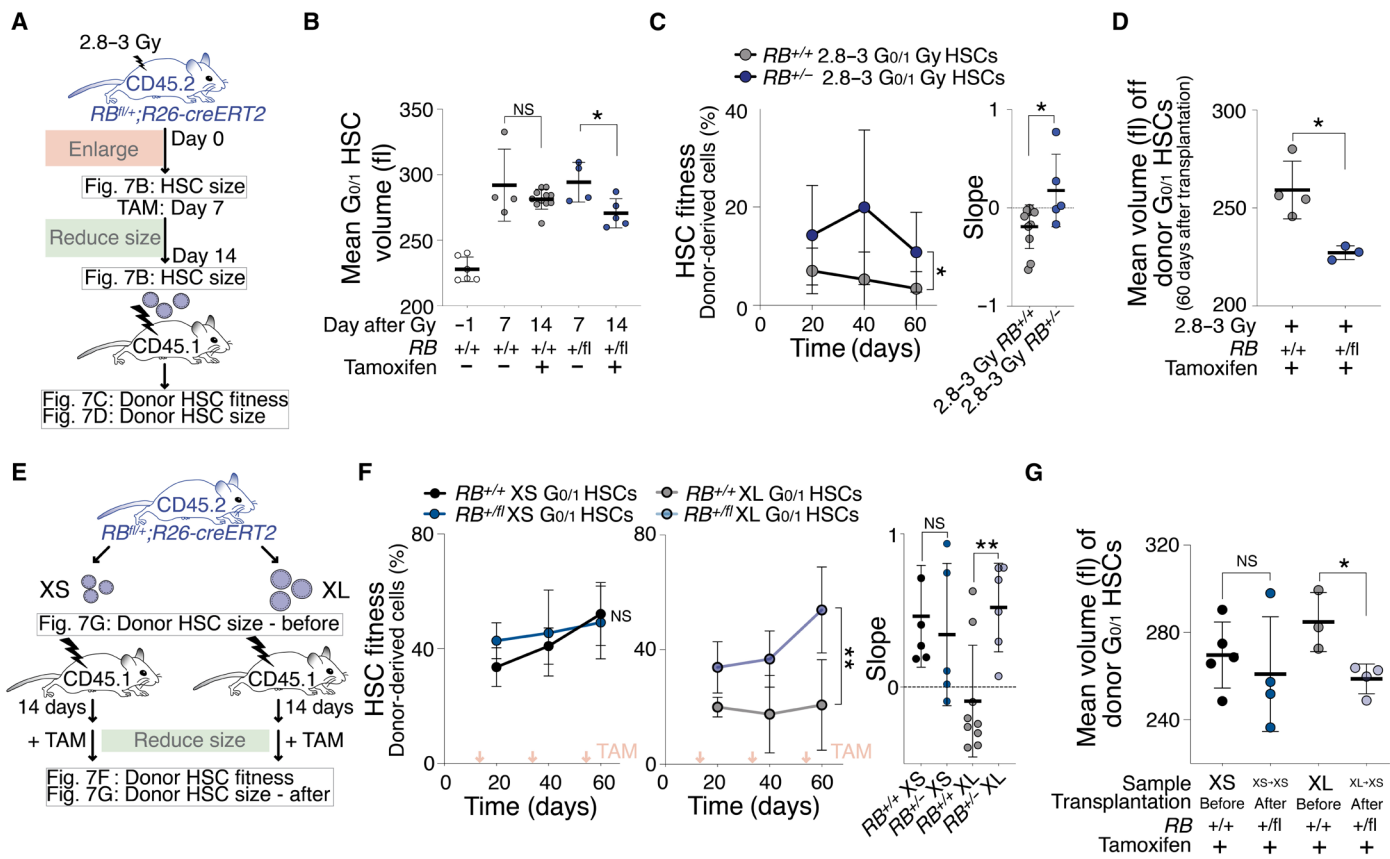 A
2.8–3 Gy
CD45.2
RBfl/+;R26-creERT2
Enlarge
Day 0
Fig. 7B: HSC size
TAM: Day 7
Reduce size
Day 14
Fig. 7B: HSC size
CD45.1
Fig. 7C: Donor HSC fitness
Fig. 7D: Donor HSC size
B
Mean G0/1 HSC
volume (fl)
350
300
250
200
NS
*
Day after Gy −1 7 14 7 14
RB +/+ +/+ +/+ +/fl +/fl
Tamoxifen − − + − +
C
RB+/+ 2.8–3 G0/1 Gy HSCs
RB+/− 2.8–3 G0/1 Gy HSCs
HSC fitness
Donor-derived cells (%)
40
20
0
*
0 20 40 60
Time (days)
Slope
1
0
−1
*
2.8–3 Gy RB+/+
2.8–3 Gy RB+/−
D
Mean volume (fl) off
donor G0/1 HSCs
(60 days after transplantation)
300
250
200
*
2.8–3 Gy + +
RB +/+ +/fl
Tamoxifen + +
E
CD45.2
RBfl/+;R26-creERT2
XS
XL
Fig. 7G: Donor HSC size - before
CD45.1
CD45.1
14 days
14 days
+ TAM
Reduce size
+ TAM
Fig. 7F : Donor HSC fitness
Fig. 7G: Donor HSC size - after
F
RB+/+ XS G0/1 HSCs
RB+/fl XS G0/1 HSCs
RB+/+ XL G0/1 HSCs
RB+/fl XL G0/1 HSCs
HSC fitness
Donor-derived cells (%)
80
40
0
NS
TAM
0 20 40 60
Time (days)
80
40
0
**
TAM
0 20 40 60
Time (days)
Slope
1
0
NS
**
RB+/+ XS
RB+/− XS
RB+/+ XL
RB+/− XL
G
Mean volume (fl) of
donor G0/1 HSCs
320
280
240
NS
*
Sample XS XS→XS XL XL→XS
Transplantation Before After Before After
RB +/+ +/fl +/+ +/fl
Tamoxifen + + + +